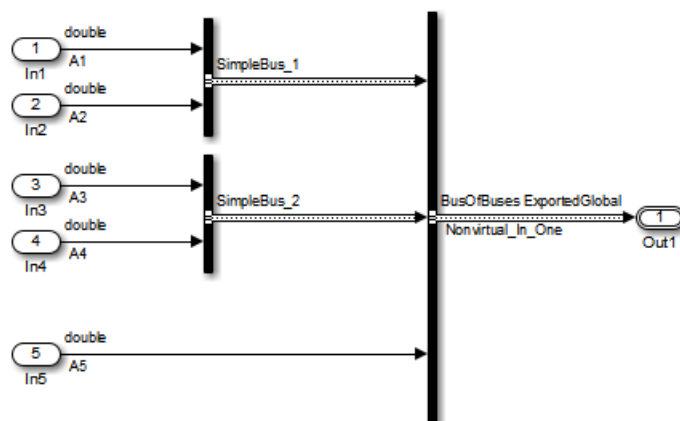 double
1
A1
In1
SimpleBus_1
double
2
A2
In2
double
3
A3
In3
SimpleBus_2
double
4
A4
In4
BusOfBuses ExportedGlobal
Nonvirtual_In_One
1
Out1
double
5
A5
In5